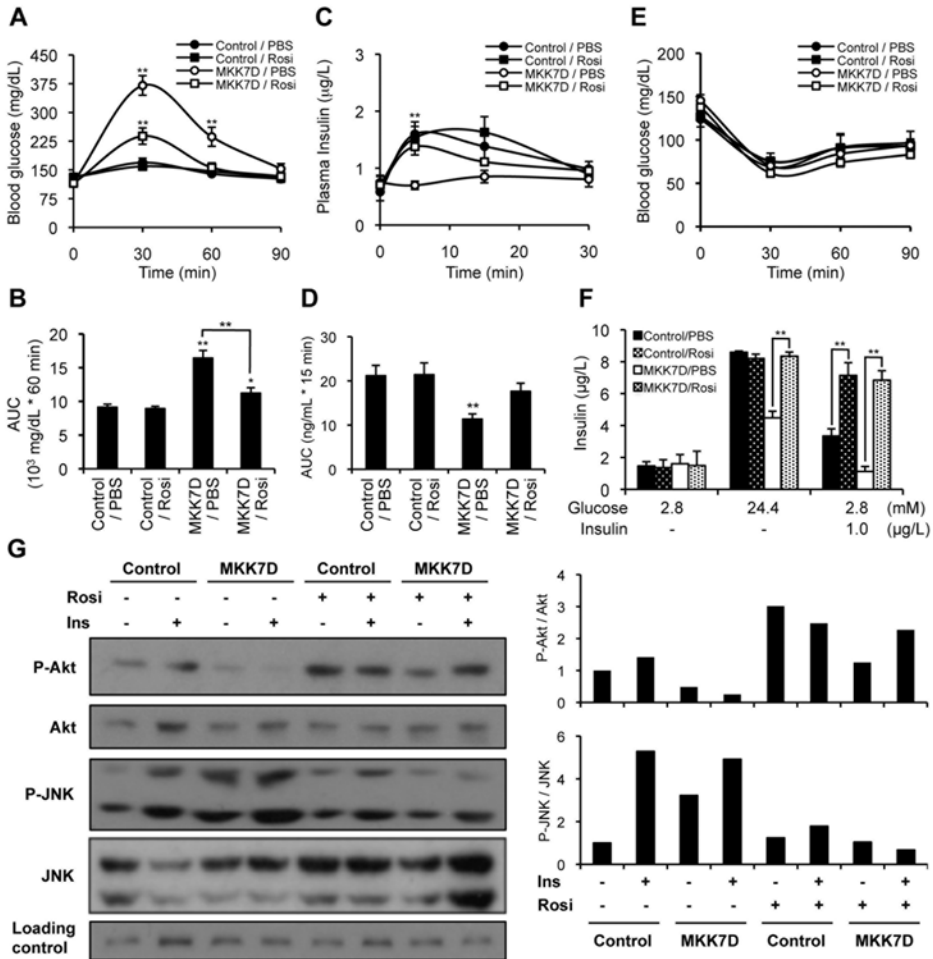 A
Control / PBS
Control / Rosi
MKK7D / PBS
MKK7D / Rosi
Blood glucose (mg/dL)
450
375
300
225
150
75
0
**
**
**
0 30 60 90
Time (min)
C
Control / PBS
Control / Rosi
MKK7D / PBS
MKK7D / Rosi
Plasma Insulin (µg/L)
3
2
1
0
**
0 10 20 30
Time (min)
E
Control / PBS
Control / Rosi
MKK7D / PBS
MKK7D / Rosi
Blood glucose (mg/dL)
200
150
100
50
0
0 30 60 90
Time (min)
B
AUC
(10³ mg/dL * 60 min)
20
15
10
5
0
**
**
*
Control / PBS
Control / Rosi
MKK7D / PBS
MKK7D / Rosi
D
AUC (ng/mL * 15 min)
30
20
10
0
**
Control / PBS
Control / Rosi
MKK7D / PBS
MKK7D / Rosi
F
Insulin (µg/L)
10
8
6
4
2
0
Control/PBS
Control/Rosi
MKK7D/PBS
MKK7D/Rosi
**
**
**
Glucose 2.8 24.4 2.8 (mM)
Insulin - - 1.0 (µg/L)
G
Control MKK7D Control MKK7D
Rosi - - - - + + + +
Ins - + - + - + - +
P-Akt
Akt
P-JNK
JNK
Loading
control
P-Akt / Akt
4
3
2
1
0
P-JNK / JNK
6
4
2
0
Ins - + - + - + - +
Rosi - - - - + + + +
Control MKK7D Control MKK7D